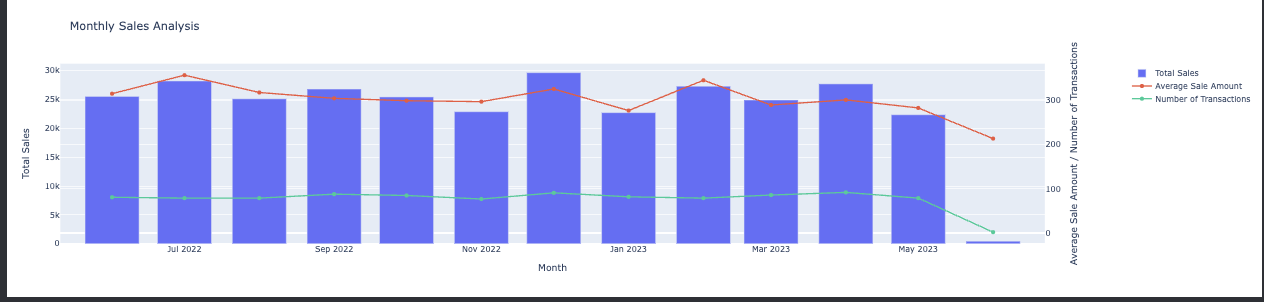 Monthly Sales Analysis
Total Sales
30k
25k
20k
15k
10k
5k
0
Jul 2022
Sep 2022
Nov 2022
Jan 2023
Mar 2023
May 2023
Month
300
200
100
0
Average Sale Amount / Number of Transactions
Total Sales
Average Sale Amount
Number of Transactions